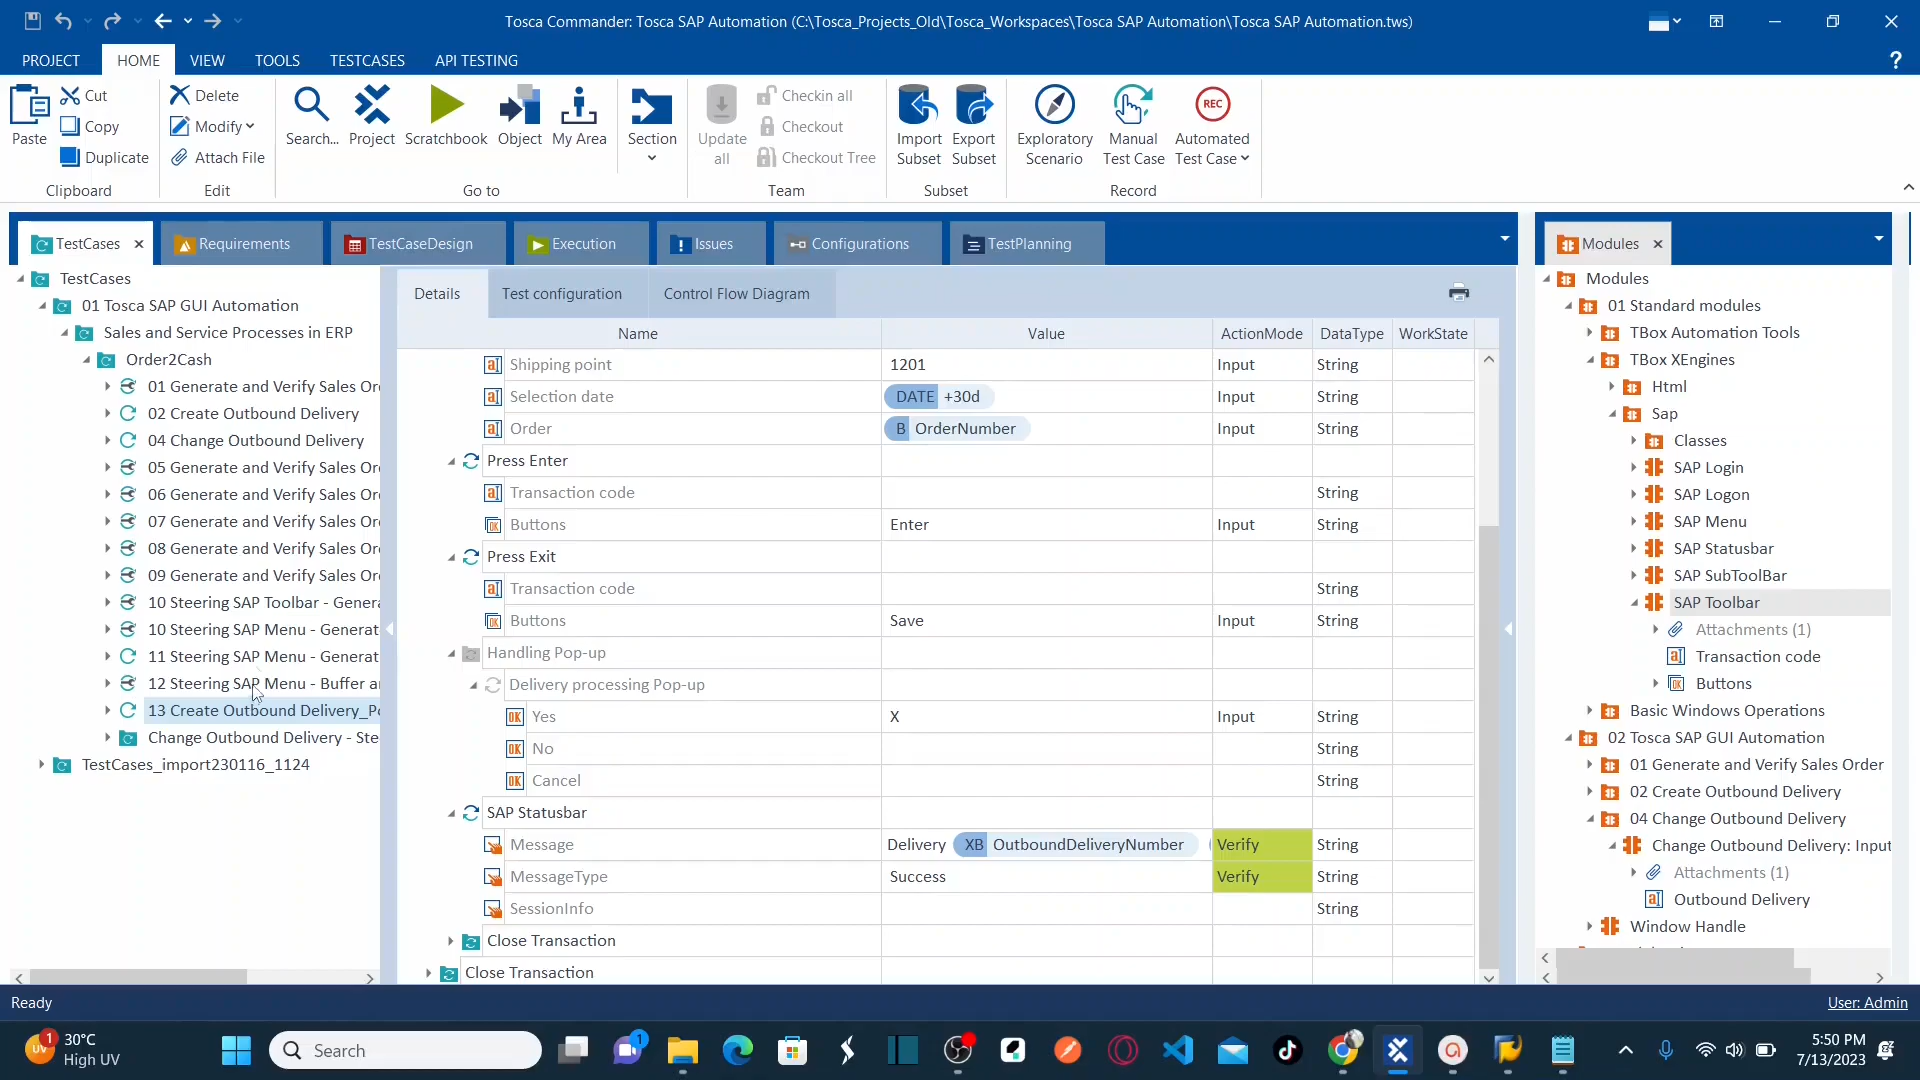 Tosca Commander: Tosca SAP Automation (C:\Tosca_Projects_Old\Tosca_Workspaces\Tosca SAP Automation\Tosca SAP Automation.tws)
PROJECT HOME VIEW TOOLS TESTCASES API TESTING ?
Paste
Cut
Copy
Duplicate
Clipboard
Delete
Modify
Attach File
Edit
Search...
Project
Scratchbook
Object
My Area
Section
Go to
Update all
Checkin all
Checkout
Checkout Tree
Team
Import Subset
Export Subset
Subset
Exploratory Scenario
Manual Test Case
REC
Automated Test Case
Record
TestCases Requirements TestCaseDesign Execution Issues Configurations TestPlanning
TestCases
01 Tosca SAP GUI Automation
Sales and Service Processes in ERP
Order2Cash
01 Generate and Verify Sales Or
02 Create Outbound Delivery
04 Change Outbound Delivery
05 Generate and Verify Sales Or
06 Generate and Verify Sales Or
07 Generate and Verify Sales Or
08 Generate and Verify Sales Or
09 Generate and Verify Sales Or
10 Steering SAP Toolbar - Genera
10 Steering SAP Menu - Generat
11 Steering SAP Menu - Generat
12 Steering SAP Menu - Buffer a
13 Create Outbound Delivery_P
Change Outbound Delivery - Ste
TestCases_import230116_1124
Details Test configuration Control Flow Diagram
Name Value ActionMode DataType WorkState
Shipping point 1201 Input String
Selection date DATE +30d Input String
Order B OrderNumber Input String
Press Enter
Transaction code String
Buttons Enter Input String
Press Exit
Transaction code String
Buttons Save Input String
Handling Pop-up
Delivery processing Pop-up
OK Yes X Input String
OK No String
OK Cancel String
SAP Statusbar
Message Delivery XB OutboundDeliveryNumber Verify String
MessageType Success Verify String
SessionInfo String
Close Transaction
Close Transaction
Modules
Modules
01 Standard modules
TBox Automation Tools
TBox XEngines
Html
Sap
Classes
SAP Login
SAP Logon
SAP Menu
SAP Statusbar
SAP SubToolBar
SAP Toolbar
Attachments (1)
Transaction code
Buttons
Basic Windows Operations
02 Tosca SAP GUI Automation
01 Generate and Verify Sales Order
02 Create Outbound Delivery
04 Change Outbound Delivery
Change Outbound Delivery: Input
Attachments (1)
Outbound Delivery
Window Handle
Ready User: Admin
UV 1 30°C
High UV
Search
1
5:50 PM
7/13/2023